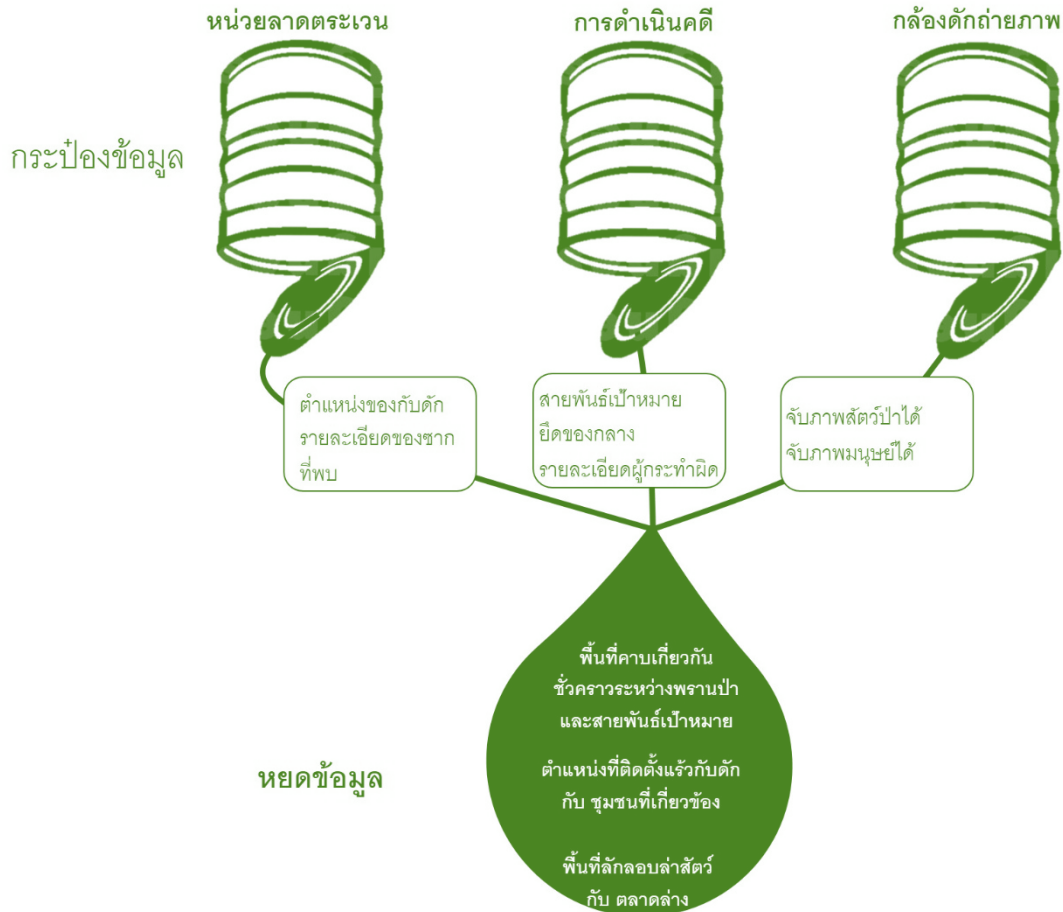 หน่วยลาดตระเวน
การดำเนินคดี
กล้องดักถ่ายภาพ
กระป๋องข้อมูล
ตำแหน่งของกับดัก
รายละเอียดของซาก
ที่พบ
สายพันธ์เป้าหมาย
ยึดของกลาง
รายละเอียดผู้กระทำผิด
จับภาพสัตว์ป่าได้
จับภาพมนุษย์ได้
พื้นที่คาบเกี่ยวกัน
ชั่วคราวระหว่างพรานป่า
และสายพันธ์เป้าหมาย
ตำแหน่งที่ติดตั้งแร้วกับดัก
กับ ชุมชนที่เกี่ยวข้อง
หยดข้อมูล
พื้นที่ลักลอบล่าสัตว์
กับ ตลาดล่าง